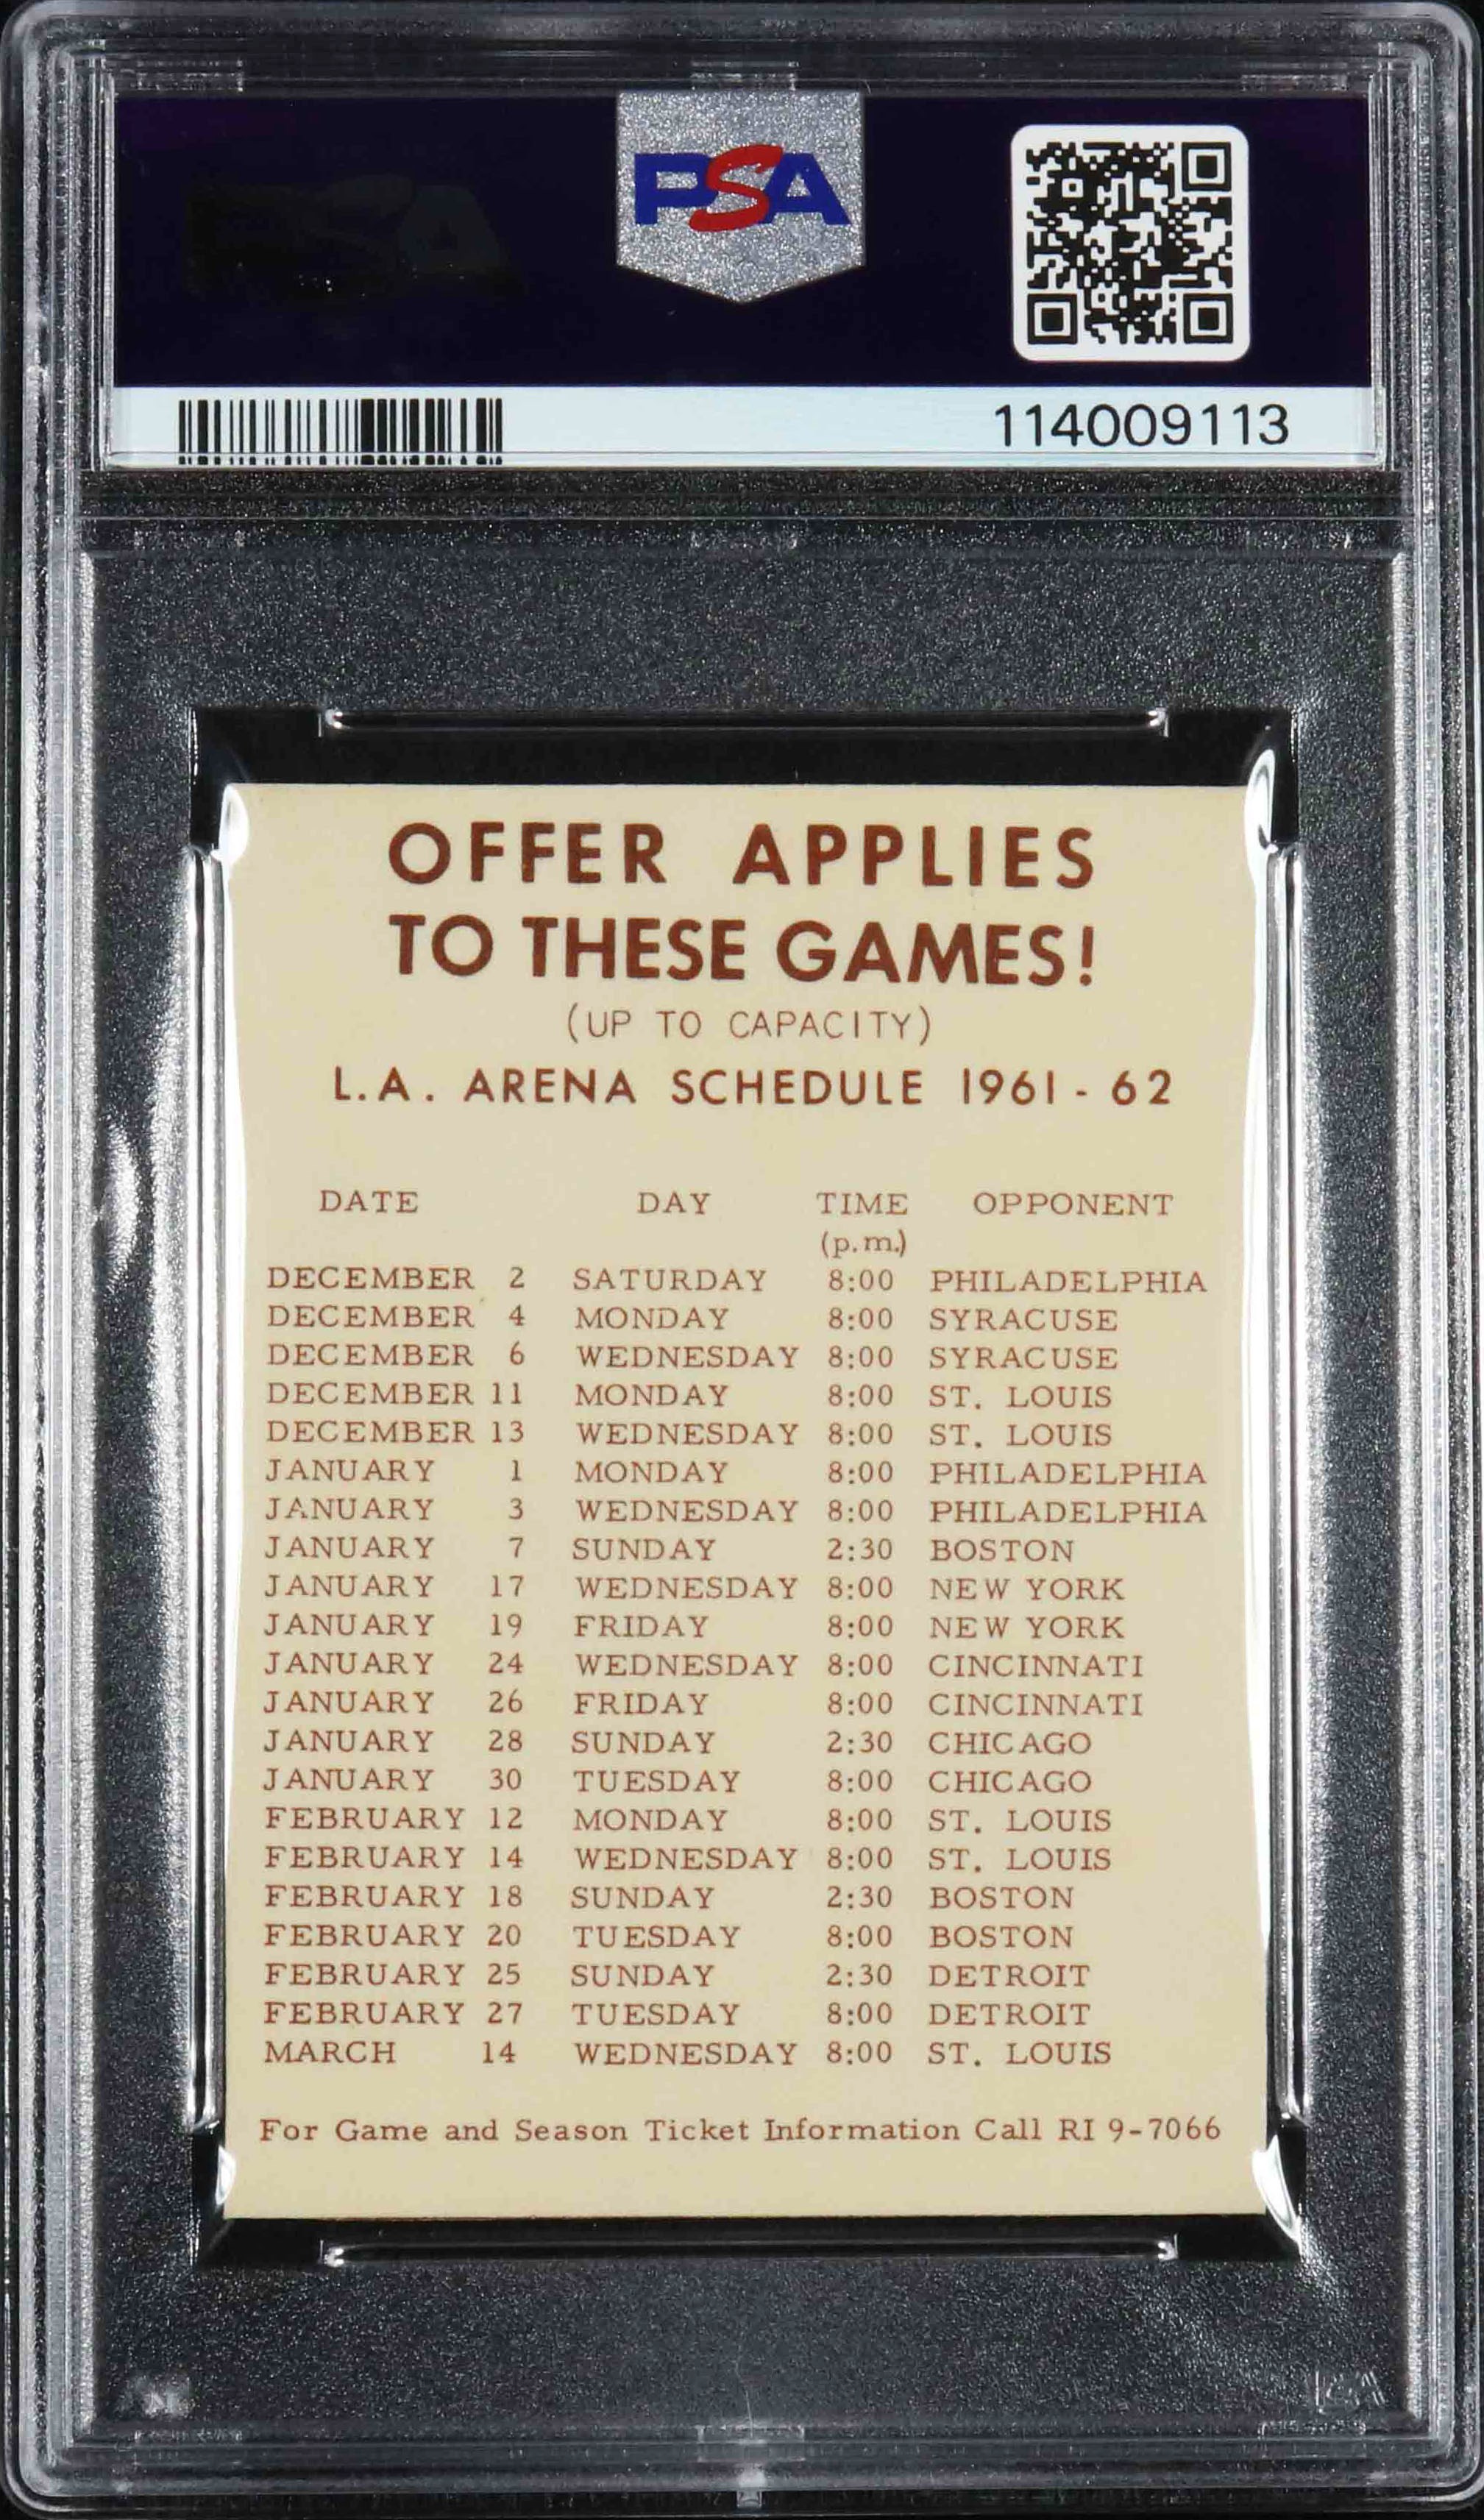 PSA
114009113
OFFER APPLIES
TO THESE GAMES!
(UP TO CAPACITY)
L.A. ARENA SCHEDULE 1961-62
DATE DAY TIME OPPONENT
(p.m.)
DECEMBER 2 SATURDAY 8:00 PHILADELPHIA
DECEMBER 4 MONDAY 8:00 SYRACUSE
DECEMBER 6 WEDNESDAY 8:00 SYRACUSE
DECEMBER 11 MONDAY 8:00 ST. LOUIS
DECEMBER 13 WEDNESDAY 8:00 ST. LOUIS
JANUARY 1 MONDAY 8:00 PHILADELPHIA
JANUARY 3 WEDNESDAY 8:00 PHILADELPHIA
JANUARY 7 SUNDAY 2:30 BOSTON
JANUARY 17 WEDNESDAY 8:00 NEW YORK
JANUARY 19 FRIDAY 8:00 NEW YORK
JANUARY 24 WEDNESDAY 8:00 CINCINNATI
JANUARY 26 FRIDAY 8:00 CINCINNATI
JANUARY 28 SUNDAY 2:30 CHICAGO
JANUARY 30 TUESDAY 8:00 CHICAGO
FEBRUARY 12 MONDAY 8:00 ST. LOUIS
FEBRUARY 14 WEDNESDAY 8:00 ST. LOUIS
FEBRUARY 18 SUNDAY 2:30 BOSTON
FEBRUARY 20 TUESDAY 8:00 BOSTON
FEBRUARY 25 SUNDAY 2:30 DETROIT
FEBRUARY 27 TUESDAY 8:00 DETROIT
MARCH 14 WEDNESDAY 8:00 ST. LOUIS
For Game and Season Ticket Information Call RI 9-7066